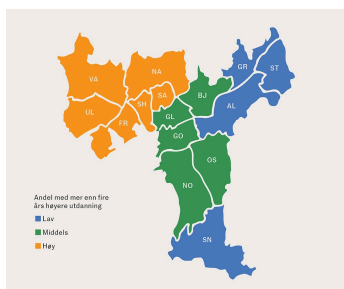 GR
ST
NA
VA
BJ
SA
SH
AL
UL
GL
FR
GO
OS
NO
Andel med mer enn fire
års høyere utdanning
Lav
Middels
Høy
SN